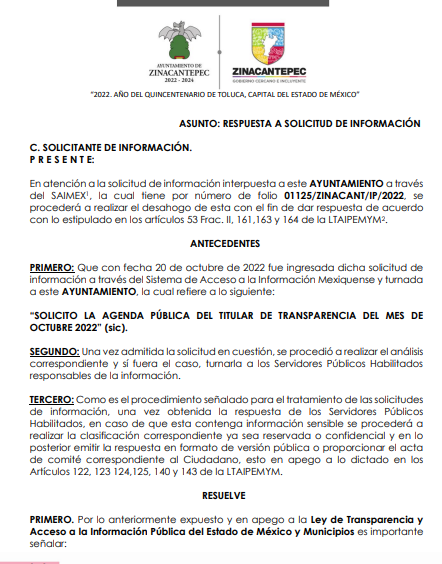 AYUNTAMIENTO DE
ZINACANTEPEC
2022 - 2024
ZINACANTEPEC
GOBIERNO CERCANO E INCLUYENTE
"2022. AÑO DEL QUINCENTENARIO DE TOLUCA, CAPITAL DEL ESTADO DE MÉXICO"
ASUNTO: RESPUESTA A SOLICITUD DE INFORMACIÓN
C. SOLICITANTE DE INFORMACIÓN.
P R E S E N T E:
En atención a la solicitud de información interpuesta a este AYUNTAMIENTO a través
del SAIMEX¹, la cual tiene por número de folio 01125/ZINACANT/IP/2022, se
procederá a realizar el desahogo de esta con el fin de dar respuesta de acuerdo
con lo estipulado en los artículos 53 Frac. II, 161,163 y 164 de la LTAIPEMYM².
ANTECEDENTES
PRIMERO: Que con fecha 20 de octubre de 2022 fue ingresada dicha solicitud de
información a través del Sistema de Acceso a la Información Mexiquense y turnada
a este AYUNTAMIENTO, la cual refiere a lo siguiente:
"SOLICITO LA AGENDA PÚBLICA DEL TITULAR DE TRANSPARENCIA DEL MES DE
OCTUBRE 2022" (sic).
SEGUNDO: Una vez admitida la solicitud en cuestión, se procedió a realizar el análisis
correspondiente y sí fuera el caso, turnarla a los Servidores Públicos Habilitados
responsables de la información.
TERCERO: Como es el procedimiento señalado para el tratamiento de las solicitudes
de información, una vez obtenida la respuesta de los Servidores Públicos
Habilitados, en caso de que esta contenga información sensible se procederá a
realizar la clasificación correspondiente ya sea reservada o confidencial y en lo
posterior emitir la respuesta en formato de versión pública o proporcionar el acta
de comité correspondiente al Ciudadano, esto en apego a lo dictado en los
Artículos 122, 123 124,125, 140 y 143 de la LTAIPEMYM.
RESUELVE
PRIMERO. Por lo anteriormente expuesto y en apego a la Ley de Transparencia y
Acceso a la Información Pública del Estado de México y Municipios es importante
señalar: